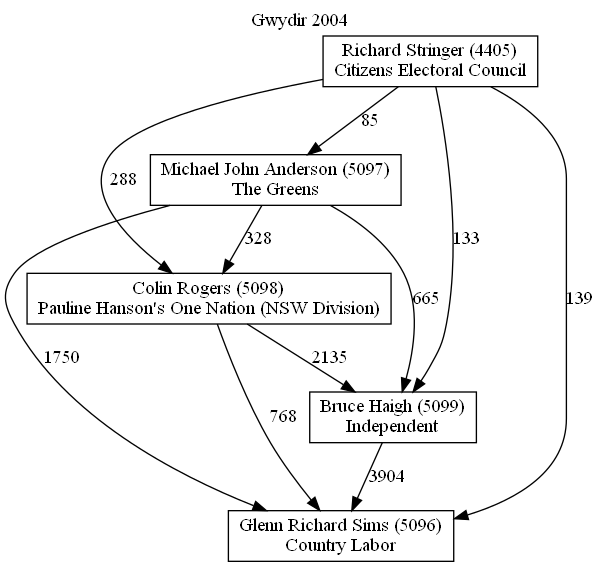 Gwydir 2004
Richard Stringer (4405)
Citizens Electoral Council
85
Michael John Anderson (5097)
The Greens
288
328
133
Colin Rogers (5098)
Pauline Hanson's One Nation (NSW Division)
665
139
1750
2135
Bruce Haigh (5099)
Independent
768
3904
Glenn Richard Sims (5096)
Country Labor